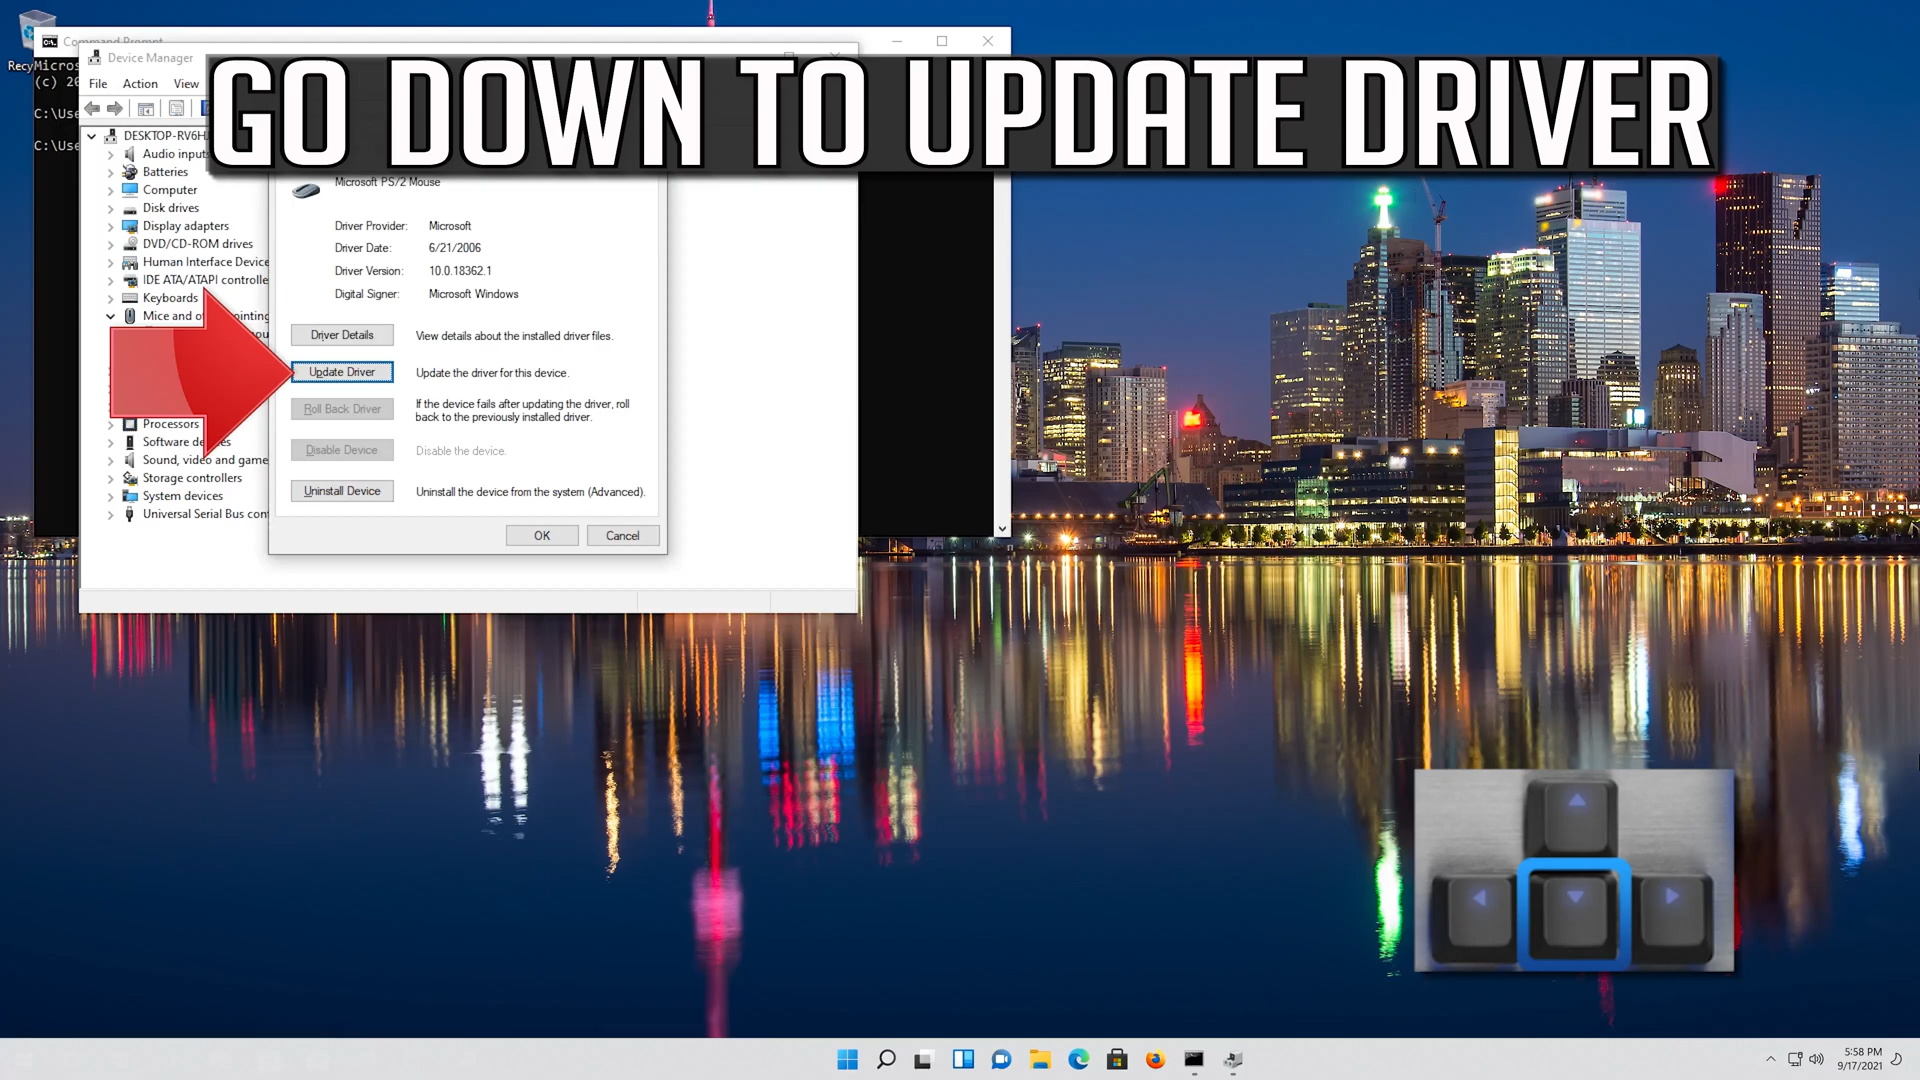 Recy
Command Prompt
Micros
(c) 20
C:\Use
C:\Use
Device Manager
GO DOWN TO UPDATE DRIVER
File Action View
DESKTOP-RV6H
Audio inputs
Batteries
Computer
Disk drives
Display adapters
DVD/CD-ROM drives
Human Interface Device
IDE ATA/ATAPI controlle
Keyboards
Mice and o pointing
ou
Processors
Software de es
Sound, video and game
Storage controllers
System devices
Universal Serial Bus cont
Microsoft PS/2 Mouse
Driver Provider: Microsoft
Driver Date: 6/21/2006
Driver Version: 10.0.18362.1
Digital Signer: Microsoft Windows
Driver Details View details about the installed driver files.
Update Driver Update the driver for this device.
Roll Back Driver If the device fails after updating the driver, roll
back to the previously installed driver.
Disable Device Disable the device.
Uninstall Device Uninstall the device from the system (Advanced).
OK Cancel
5:58 PM
9/17/2021